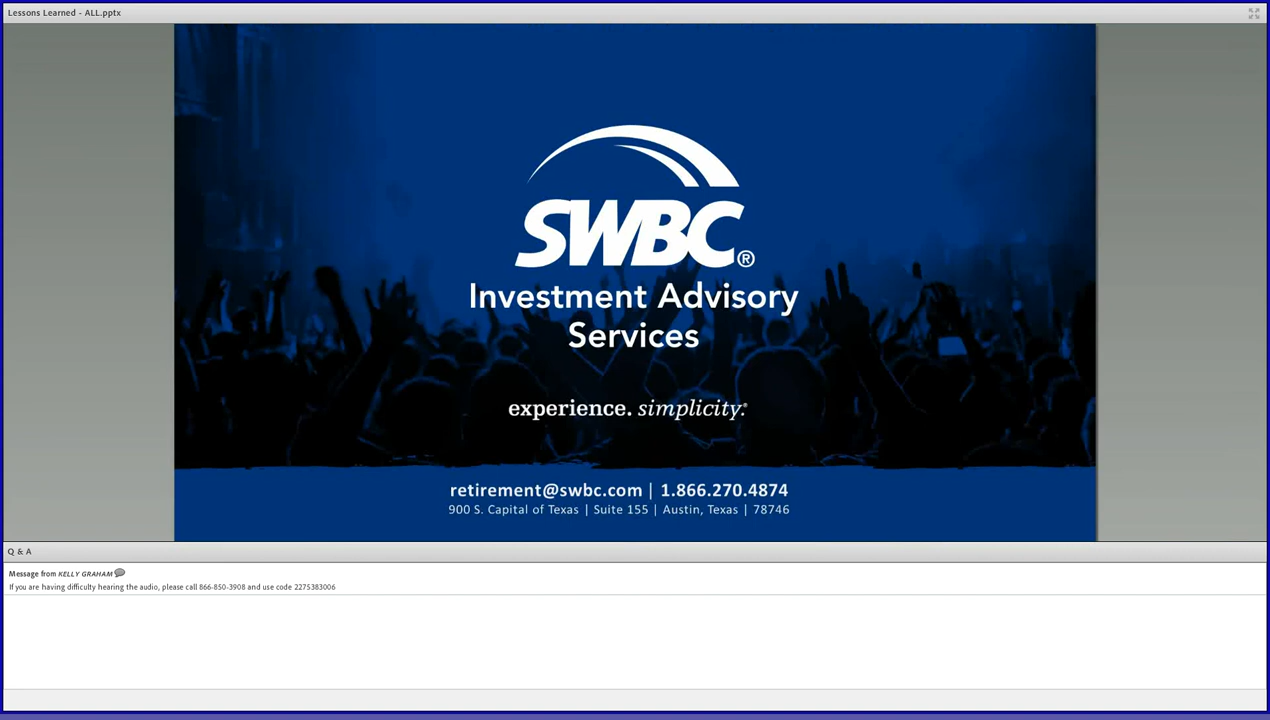 Lessons Learned - ALL.pptx
SWBC®
Investment Advisory
Services
experience. simplicity.®
retirement@swbc.com | 1.866.270.4874
900 S. Capital of Texas | Suite 155 | Austin, Texas | 78746
Q & A
Message from KELLY GRAHAM
If you are having difficulty hearing the audio, please call 866-850-3908 and use code 2275383006